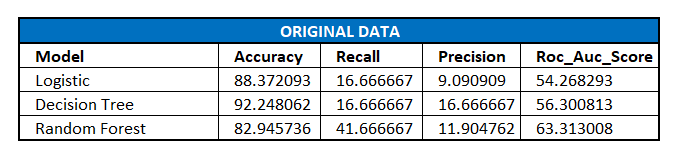 ORIGINAL DATA
Model Accuracy Recall Precision Roc_Auc_Score
Logistic 88.372093 16.666667 9.090909 54.268293
Decision Tree 92.248062 16.666667 16.666667 56.300813
Random Forest 82.945736 41.666667 11.904762 63.313008